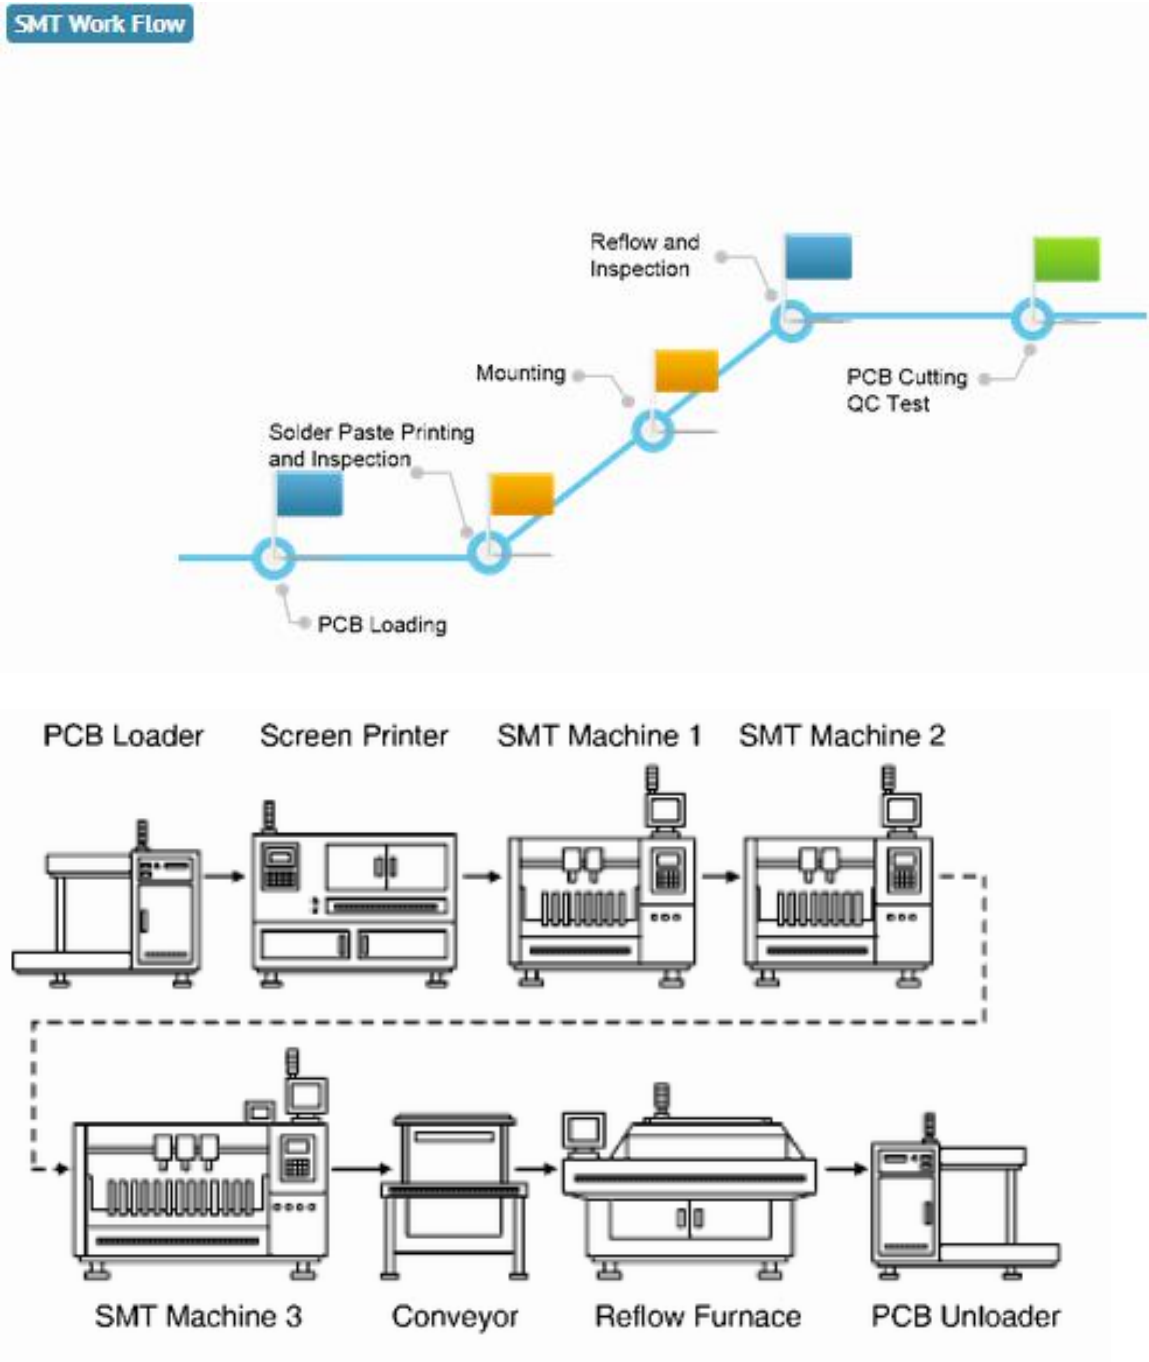 SMT Work Flow
Reflow and
Inspection
Mounting
PCB Cutting
QC Test
Solder Paste Printing
and Inspection
PCB Loading
PCB Loader
Screen Printer
SMT Machine 1
SMT Machine 2
SMT Machine 3
Conveyor
Reflow Furnace
PCB Unloader